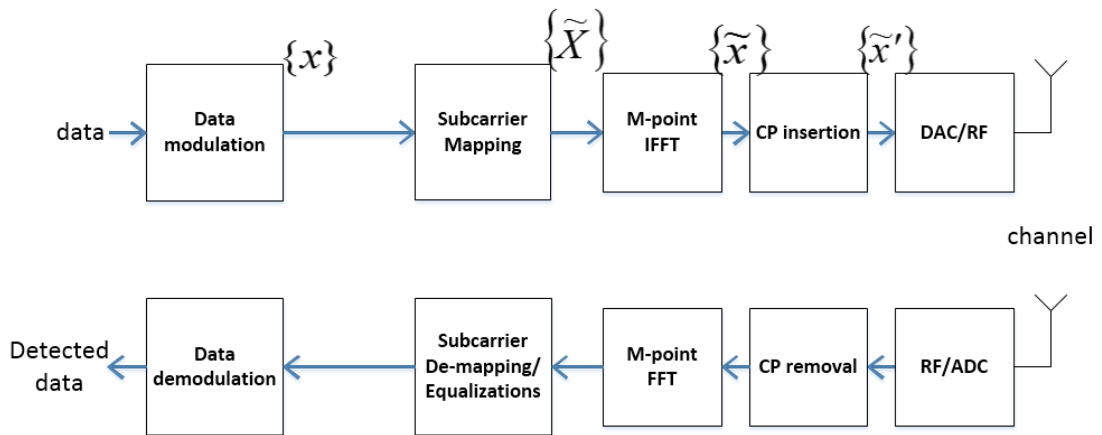 {x}
{X̃}
{x̃}
{x̃'}
data
Data
modulation
Subcarrier
Mapping
M-point
IFFT
CP insertion
DAC/RF
channel
Detected
data
Data
demodulation
Subcarrier
De-mapping/
Equalizations
M-point
FFT
CP removal
RF/ADC